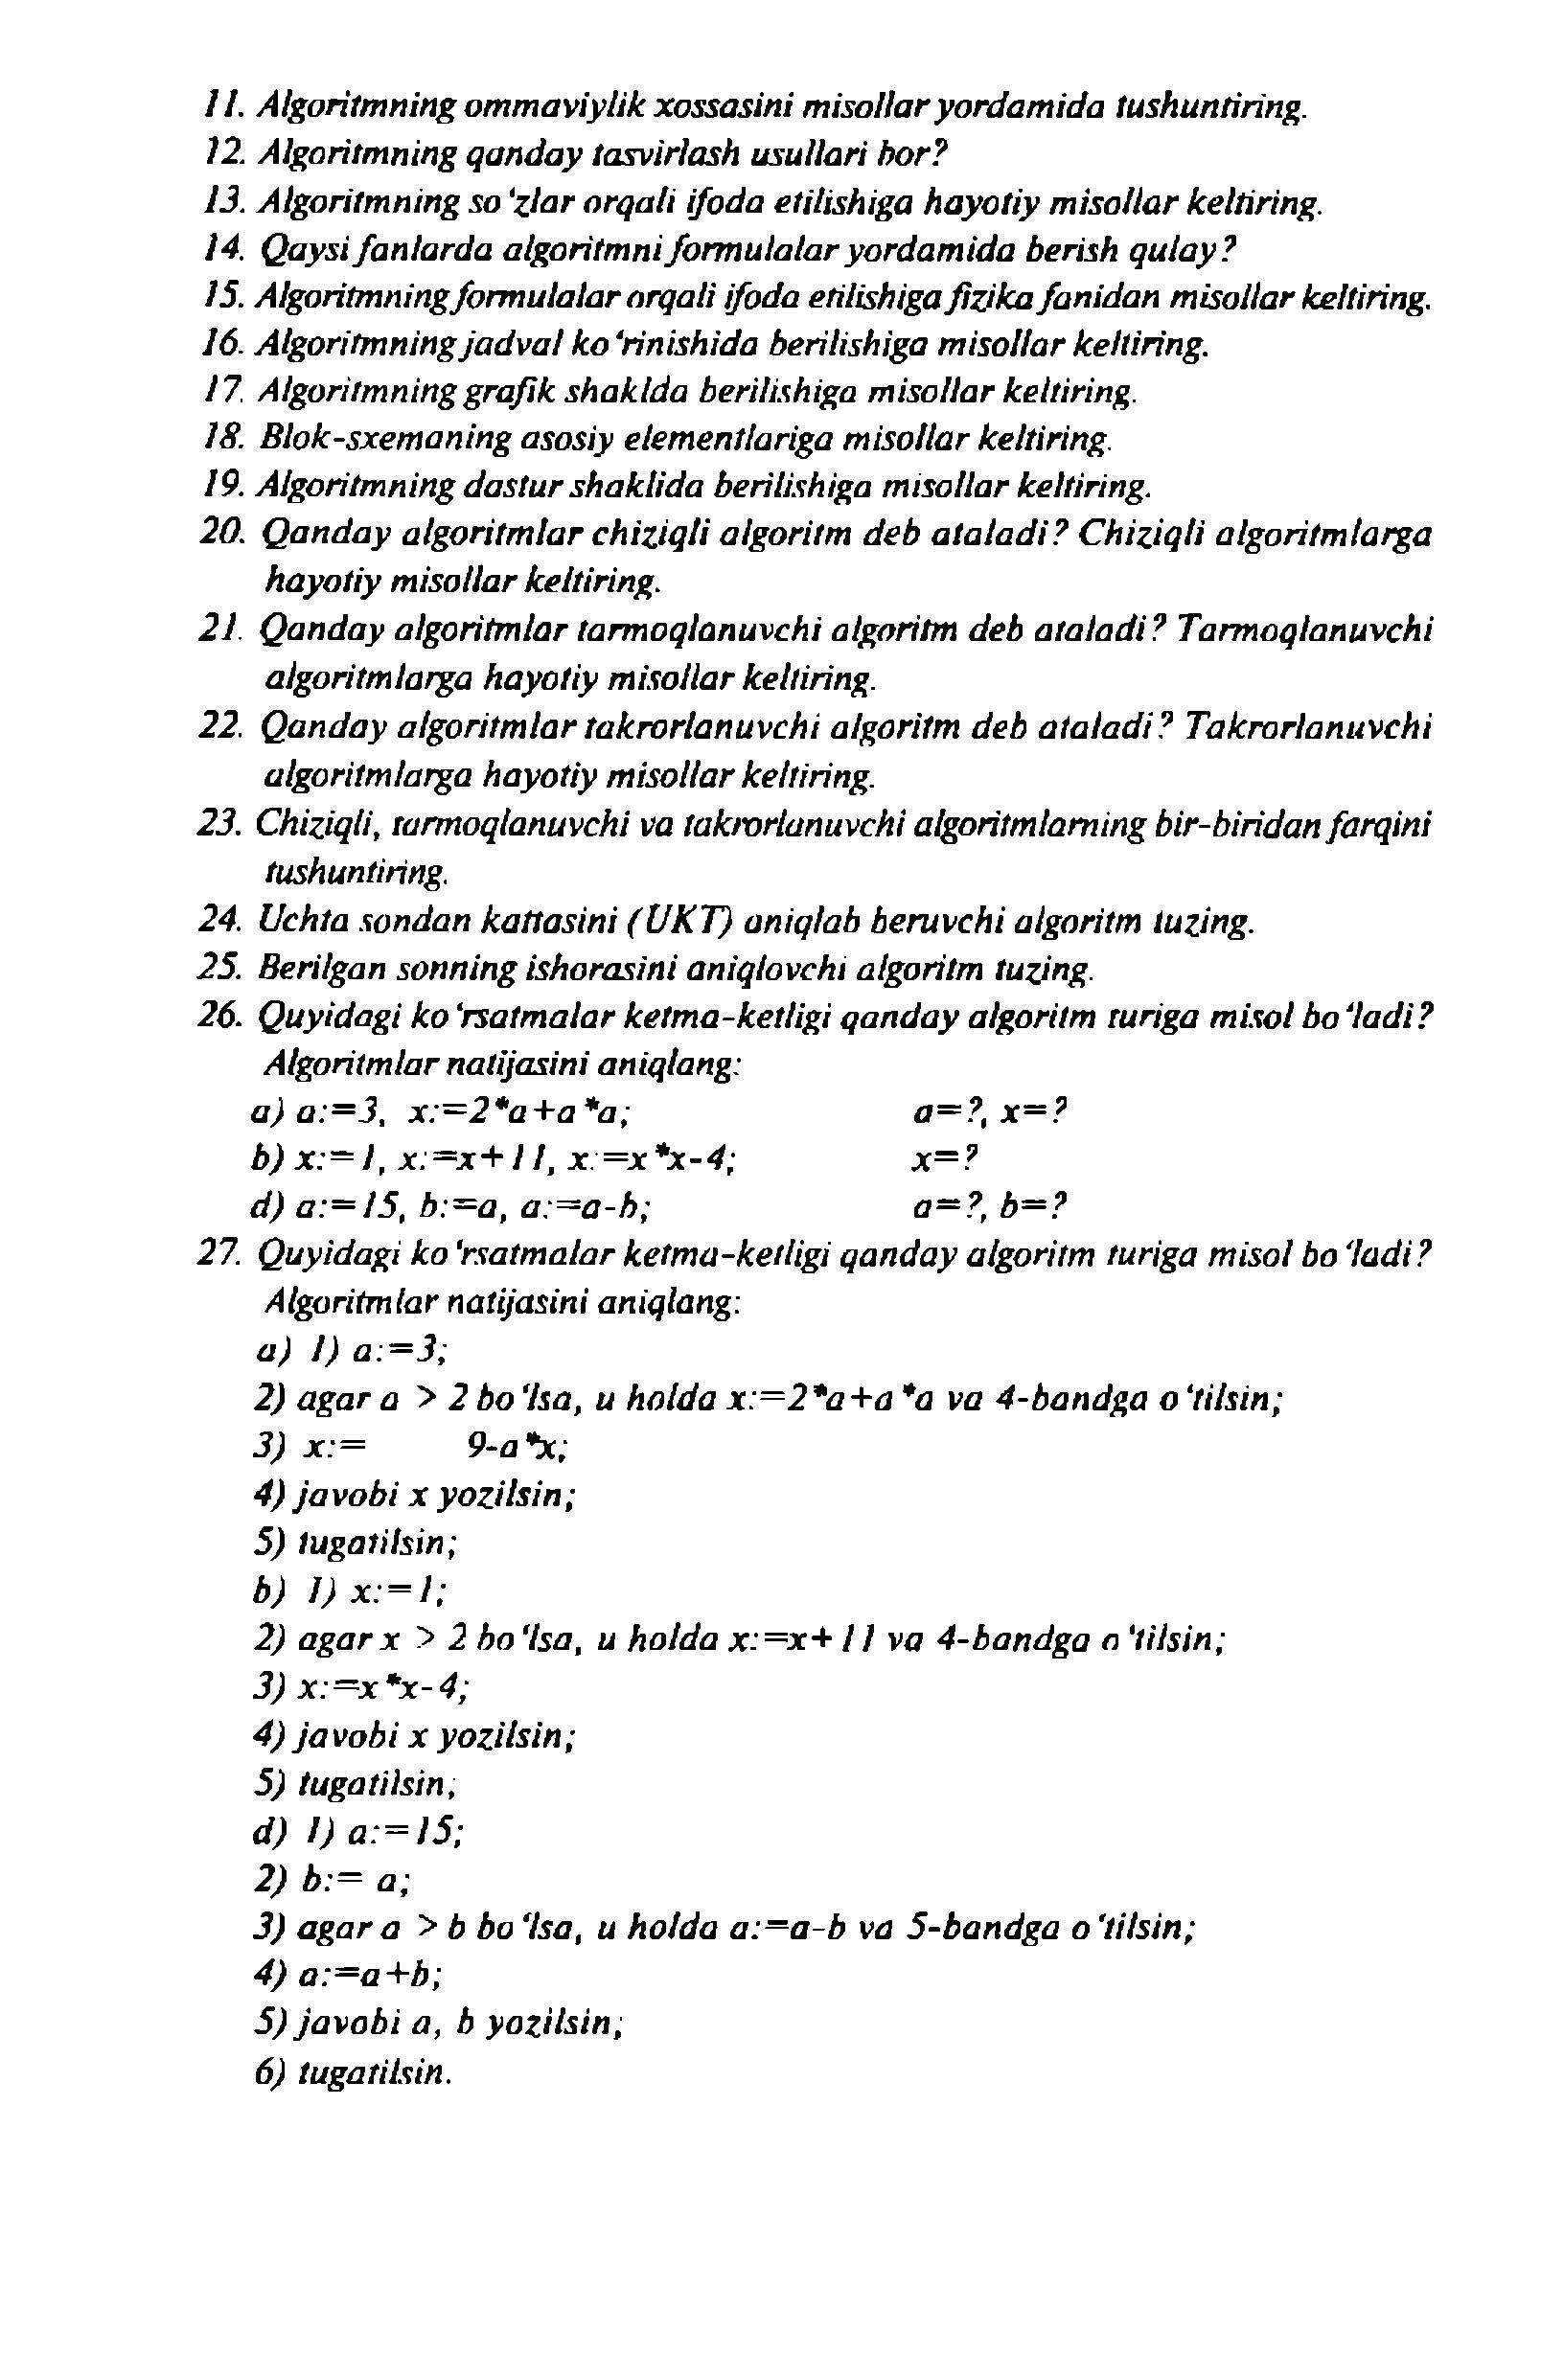 11. Algoritmning ommaviylik xossasini misollar yordamida tushuntiring.
12. Algoritmning qanday tasvirlash usullari bor?
13. Algoritmning so‘zlar orqali ifoda etilishiga hayotiy misollar keltiring.
14. Qaysi fanlarda algoritmni formulalar yordamida berish qulay?
15. Algoritmning formulalar orqali ifoda etilishiga fizika fanidan misollar keltiring.
16. Algoritmning jadval ko‘rinishida berilishiga misollar keltiring.
17. Algoritmning grafik shaklda berilishiga misollar keltiring.
18. Blok-sxemaning asosiy elementlariga misollar keltiring.
19. Algoritmning dastur shaklida berilishiga misollar keltiring.
20. Qanday algoritmlar chiziqli algoritm deb ataladi? Chiziqli algoritmlarga
hayotiy misollar keltiring.
21. Qanday algoritmlar tarmoqlanuvchi algoritm deb ataladi? Tarmoqlanuvchi
algoritmlarga hayotiy misollar keltiring.
22. Qanday algoritmlar takrorlanuvchi algoritm deb ataladi? Takrorlanuvchi
algoritmlarga hayotiy misollar keltiring.
23. Chiziqli, tarmoqlanuvchi va takrorlanuvchi algoritmlarning bir-biridan farqini
tushuntiring.
24. Uchta sondan kattasini (UKT) aniqlab beruvchi algoritm tuzing.
25. Berilgan sonning ishorasini aniqlovchi algoritm tuzing.
26. Quyidagi ko‘rsatmalar ketma-ketligi qanday algoritm turiga misol bo‘ladi?
Algoritmlar natijasini aniqlang:
a) a:=3, x:=2*a+a*a; a=?, x=?
b) x:=1, x:=x+11, x:=x*x-4; x=?
d) a:=15, b:=a, a:=a-b; a=?, b=?
27. Quyidagi ko‘rsatmalar ketma-ketligi qanday algoritm turiga misol bo‘ladi?
Algoritmlar natijasini aniqlang:
a) 1) a:=3;
2) agar a > 2 bo‘lsa, u holda x:=2*a+a*a va 4-bandga o‘tilsin;
3) x:= 9-a*x;
4) javobi x yozilsin;
5) tugatilsin;
b) 1) x:=1;
2) agar x > 2 bo‘lsa, u holda x:=x+11 va 4-bandga o‘tilsin;
3) x:=x*x-4;
4) javobi x yozilsin;
5) tugatilsin;
d) 1) a:=15;
2) b:= a;
3) agar a > b bo‘lsa, u holda a:=a-b va 5-bandga o‘tilsin;
4) a:=a+b;
5) javobi a, b yozilsin;
6) tugatilsin.